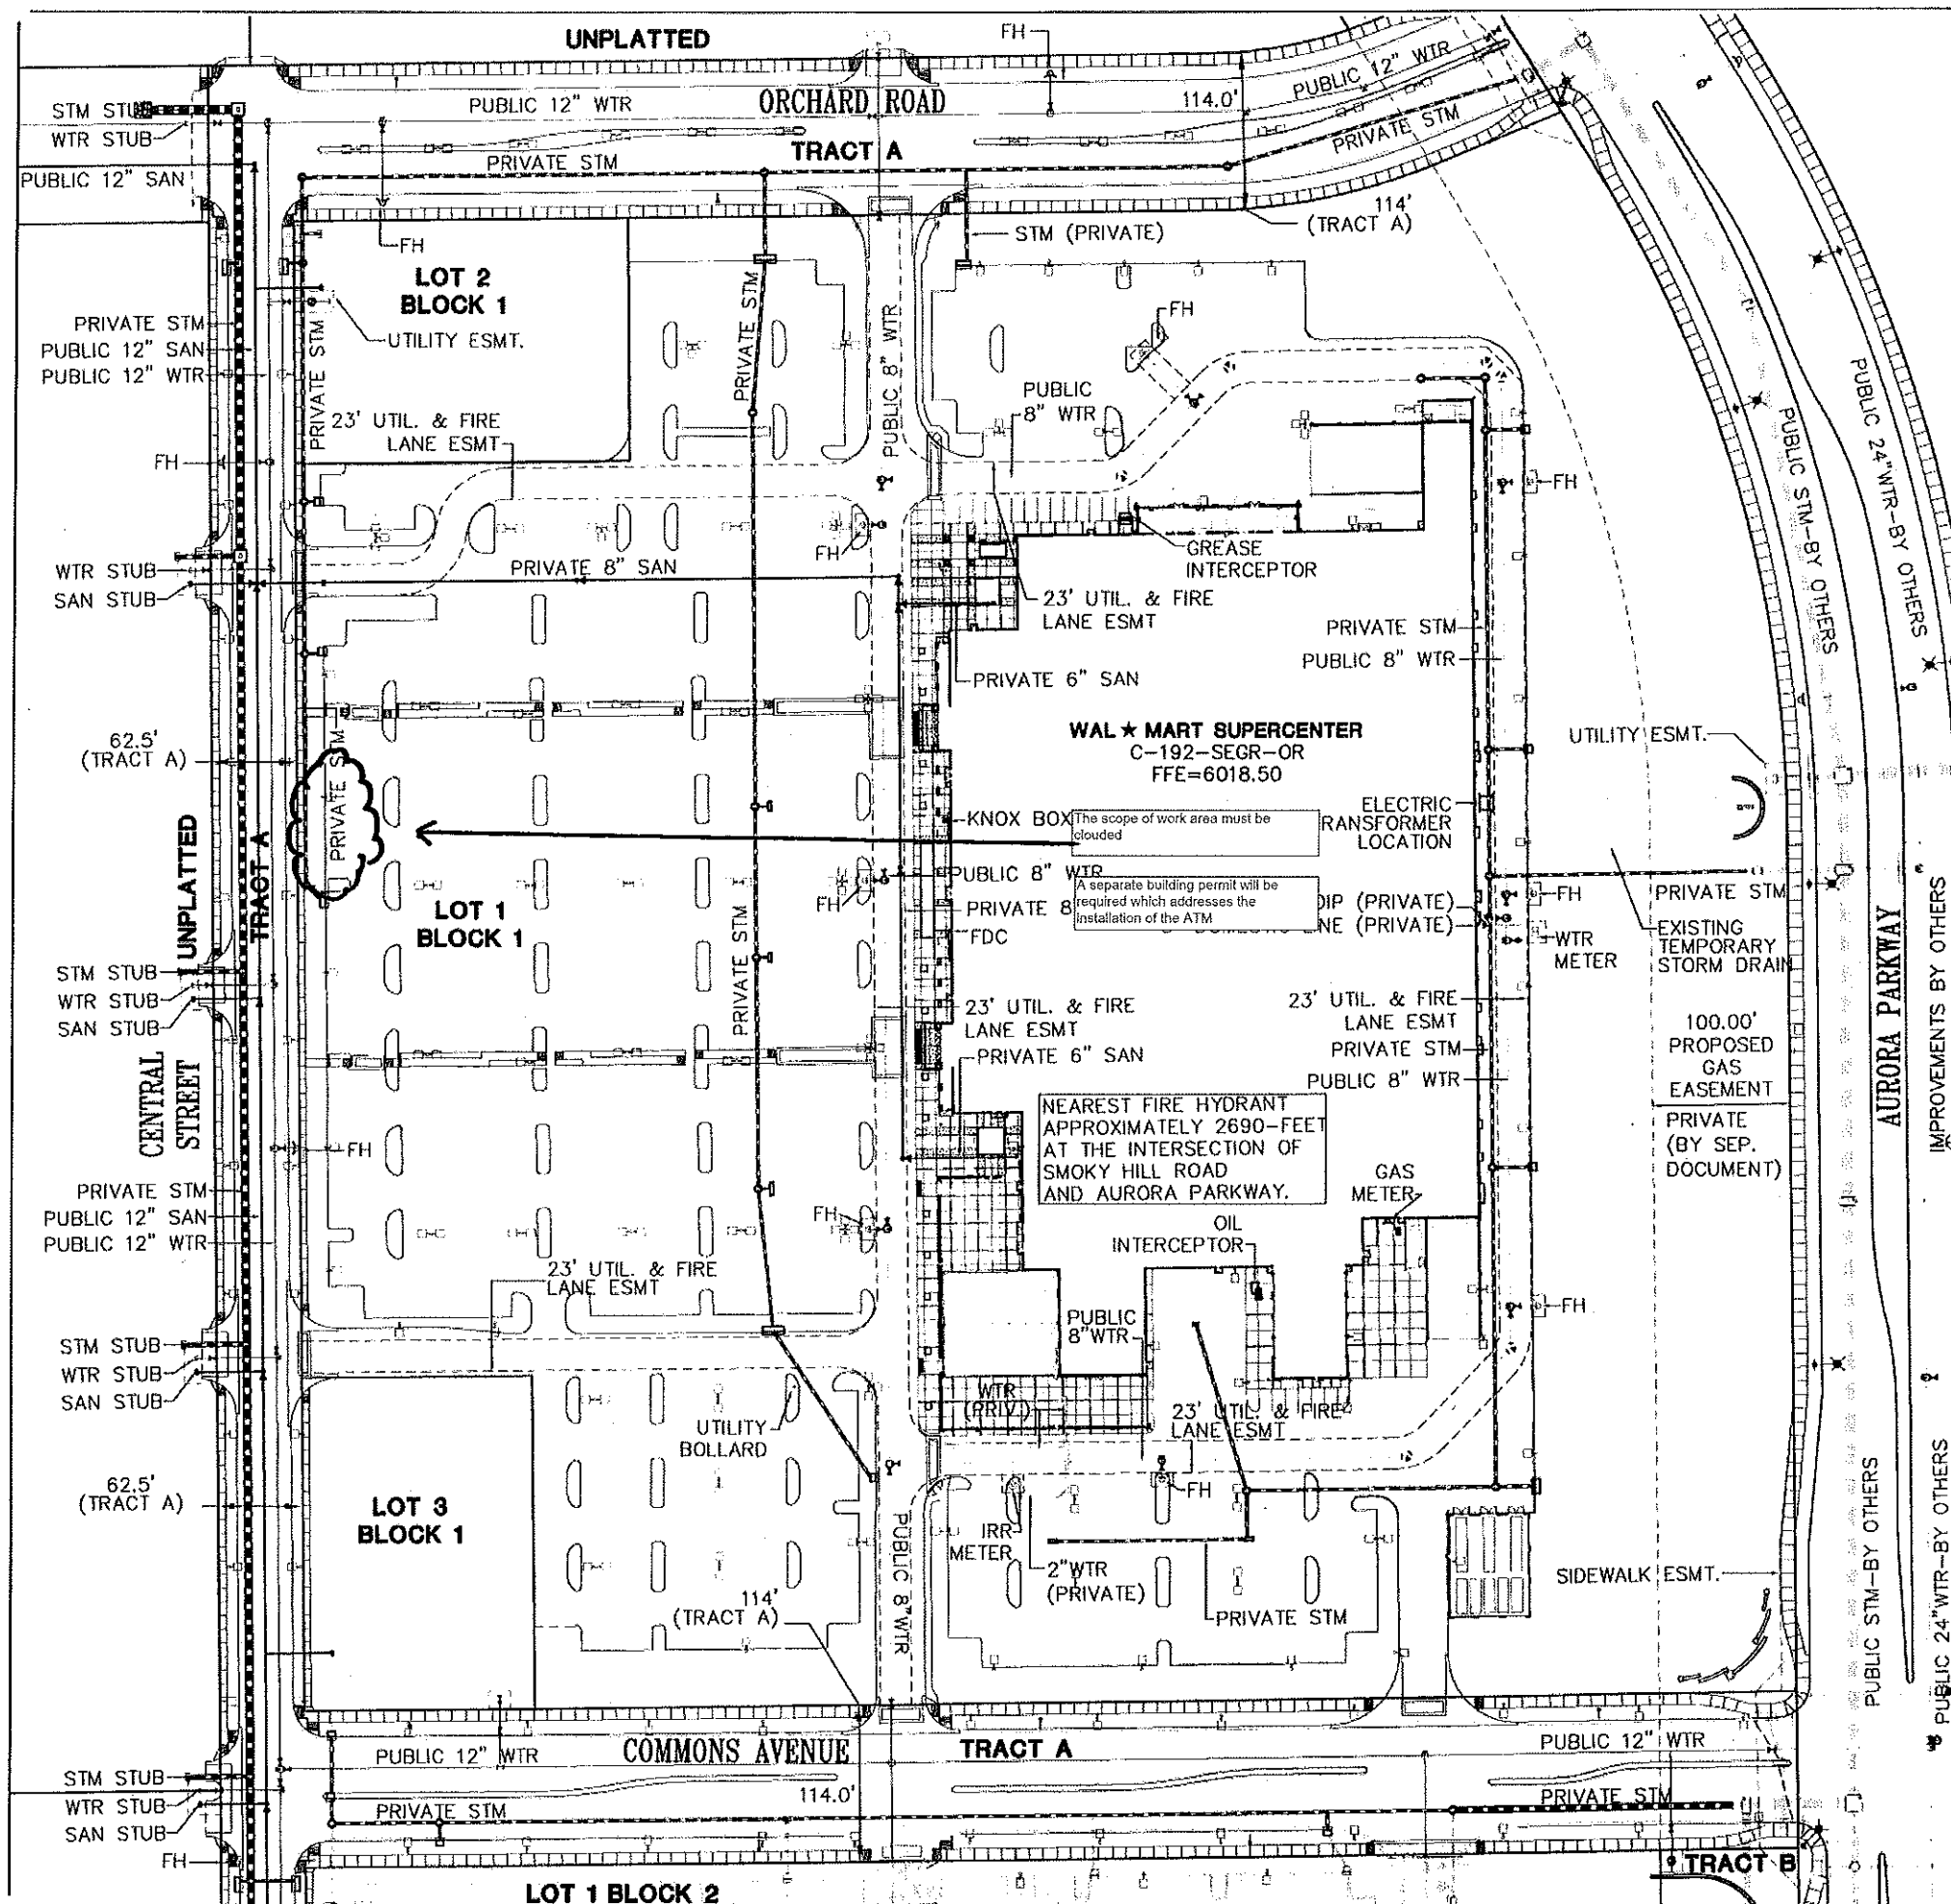 UNPLATTED
FH
PUBLIC 12" WTR
STM STUB
WTR STUB
PUBLIC 12" WTR
ORCHARD ROAD
114.0'
PUBLIC 12" SAN
PRIVATE STM
TRACT A
PRIVATE STM
114'
(TRACT A)
FH
STM (PRIVATE)
LOT 2
BLOCK 1
PRIVATE STM
PUBLIC 12" SAN
PUBLIC 12" WTR
UTILITY ESMT.
PRIVATE STM
PRIVATE STM
PUBLIC 8" WTR
FH
PUBLIC
8" WTR
23' UTIL. & FIRE
LANE ESMT
FH
FH
PUBLIC 24"WTR-BY OTHERS
PUBLIC STM-BY OTHERS
FH
GREASE
INTERCEPTOR
WTR STUB
SAN STUB
PRIVATE 8" SAN
23' UTIL. & FIRE
LANE ESMT
PRIVATE STM
PUBLIC 8" WTR
PRIVATE 6" SAN
WAL★MART SUPERCENTER
C-192-SEGR-OR
FFE=6018.50
UTILITY ESMT.
62.5'
(TRACT A)
PRIVATE STM
UNPLATTED
TRACT A
KNOX BOX
The scope of work area must be
clouded
ELECTRIC
RANSFORMER
LOCATION
PUBLIC 8" WTR
A separate building permit will be
required which addresses the
installation of the ATM
PRIVATE 8
DIP (PRIVATE)
NE (PRIVATE)
FDC
FH
FH
PRIVATE STM
LOT 1
BLOCK 1
PRIVATE STM
WTR
METER
EXISTING
TEMPORARY
STORM DRAIN
STM STUB
WTR STUB
SAN STUB
23' UTIL. & FIRE
LANE ESMT
23' UTIL. & FIRE
LANE ESMT
100.00'
PROPOSED
GAS
EASEMENT
PRIVATE
(BY SEP.
DOCUMENT)
AURORA PARKWAY
IMPROVEMENTS BY OTHERS
PRIVATE 6" SAN
PRIVATE STM
PUBLIC 8" WTR
CENTRAL
STREET
NEAREST FIRE HYDRANT
APPROXIMATELY 2690-FEET
AT THE INTERSECTION OF
SMOKY HILL ROAD
AND AURORA PARKWAY.
FH
PRIVATE STM
PUBLIC 12" SAN
PUBLIC 12" WTR
GAS
METER
FH
OIL
INTERCEPTOR
23' UTIL. & FIRE
LANE ESMT
FH
PUBLIC
8"WTR
STM STUB
WTR STUB
SAN STUB
WTR
(PRIV.)
23' UTIL. & FIRE
LANE ESMT
UTILITY
BOLLARD
62.5'
(TRACT A)
LOT 3
BLOCK 1
FH
IRR
METER
PUBLIC 8"WTR
2"WTR
(PRIVATE)
PRIVATE STM
SIDEWALK ESMT.
PUBLIC STM-BY OTHERS
PUBLIC 24"WTR-BY OTHERS
114'
(TRACT A)
PUBLIC 12" WTR
COMMONS AVENUE
TRACT A
PUBLIC 12" WTR
STM STUB
WTR STUB
SAN STUB
PRIVATE STM
114.0'
PRIVATE STM
FH
TRACT B
LOT 1 BLOCK 2